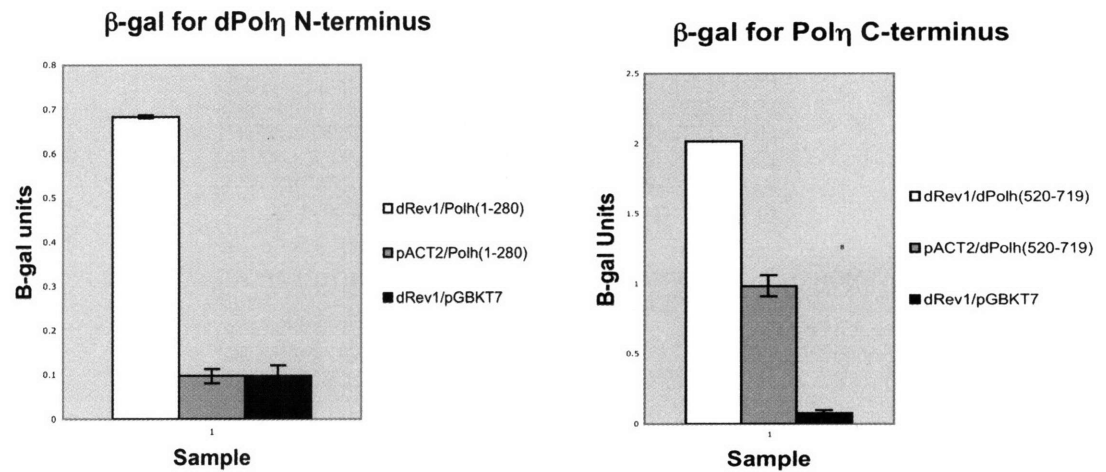 β-gal for dPolη N-terminus
0.8
0.7
0.6
0.5
0.4
0.3
0.2
0.1
0
B-gal units
1
Sample
dRev1/Polh(1-280)
pACT2/Polh(1-280)
dRev1/pGBKT7
β-gal for Polη C-terminus
2.5
2
1.5
1
0.5
0
B-gal Units
1
Sample
dRev1/dPolh(520-719)
pACT2/dPolh(520-719)
dRev1/pGBKT7